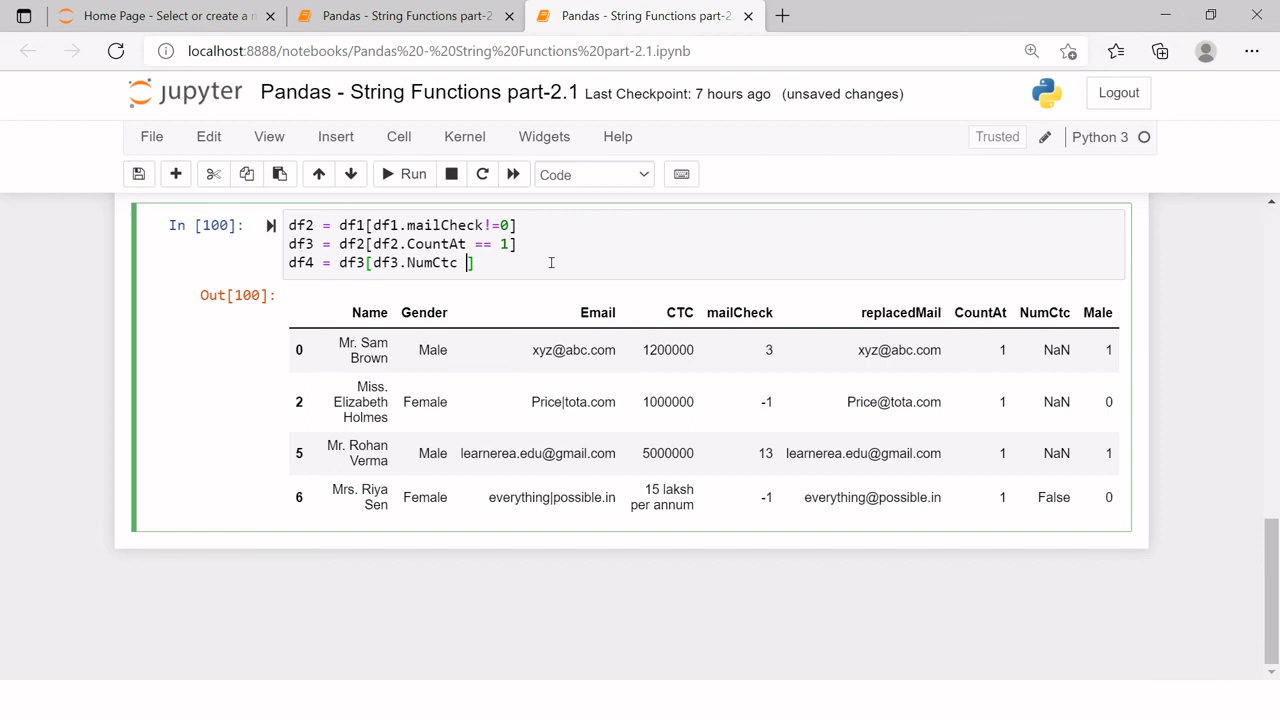 Home Page - Select or create a n
Pandas - String Functions part-2
Pandas - String Functions part-2.
localhost:8888/notebooks/Pandas%20-%20String%20Functions%20part-2.1.ipynb
jupyter Pandas - String Functions part-2.1 Last Checkpoint: 7 hours ago (unsaved changes) Logout
File Edit View Insert Cell Kernel Widgets Help Trusted Python 3
Run Code
In [100]: df2 = df1[df1.mailCheck!=0]
df3 = df2[df2.CountAt == 1]
df4 = df3[df3.NumCtc ]
Out[100]:
Name Gender Email CTC mailCheck replacedMail CountAt NumCtc Male
0 Mr. Sam Brown Male xyz@abc.com 1200000 3 xyz@abc.com 1 NaN 1
2 Miss. Elizabeth Holmes Female Price|tota.com 1000000 -1 Price@tota.com 1 NaN 0
5 Mr. Rohan Verma Male learnerea.edu@gmail.com 5000000 13 learnerea.edu@gmail.com 1 NaN 1
6 Mrs. Riya Sen Female everything|possible.in 15 laksh per annum -1 everything@possible.in 1 False 0